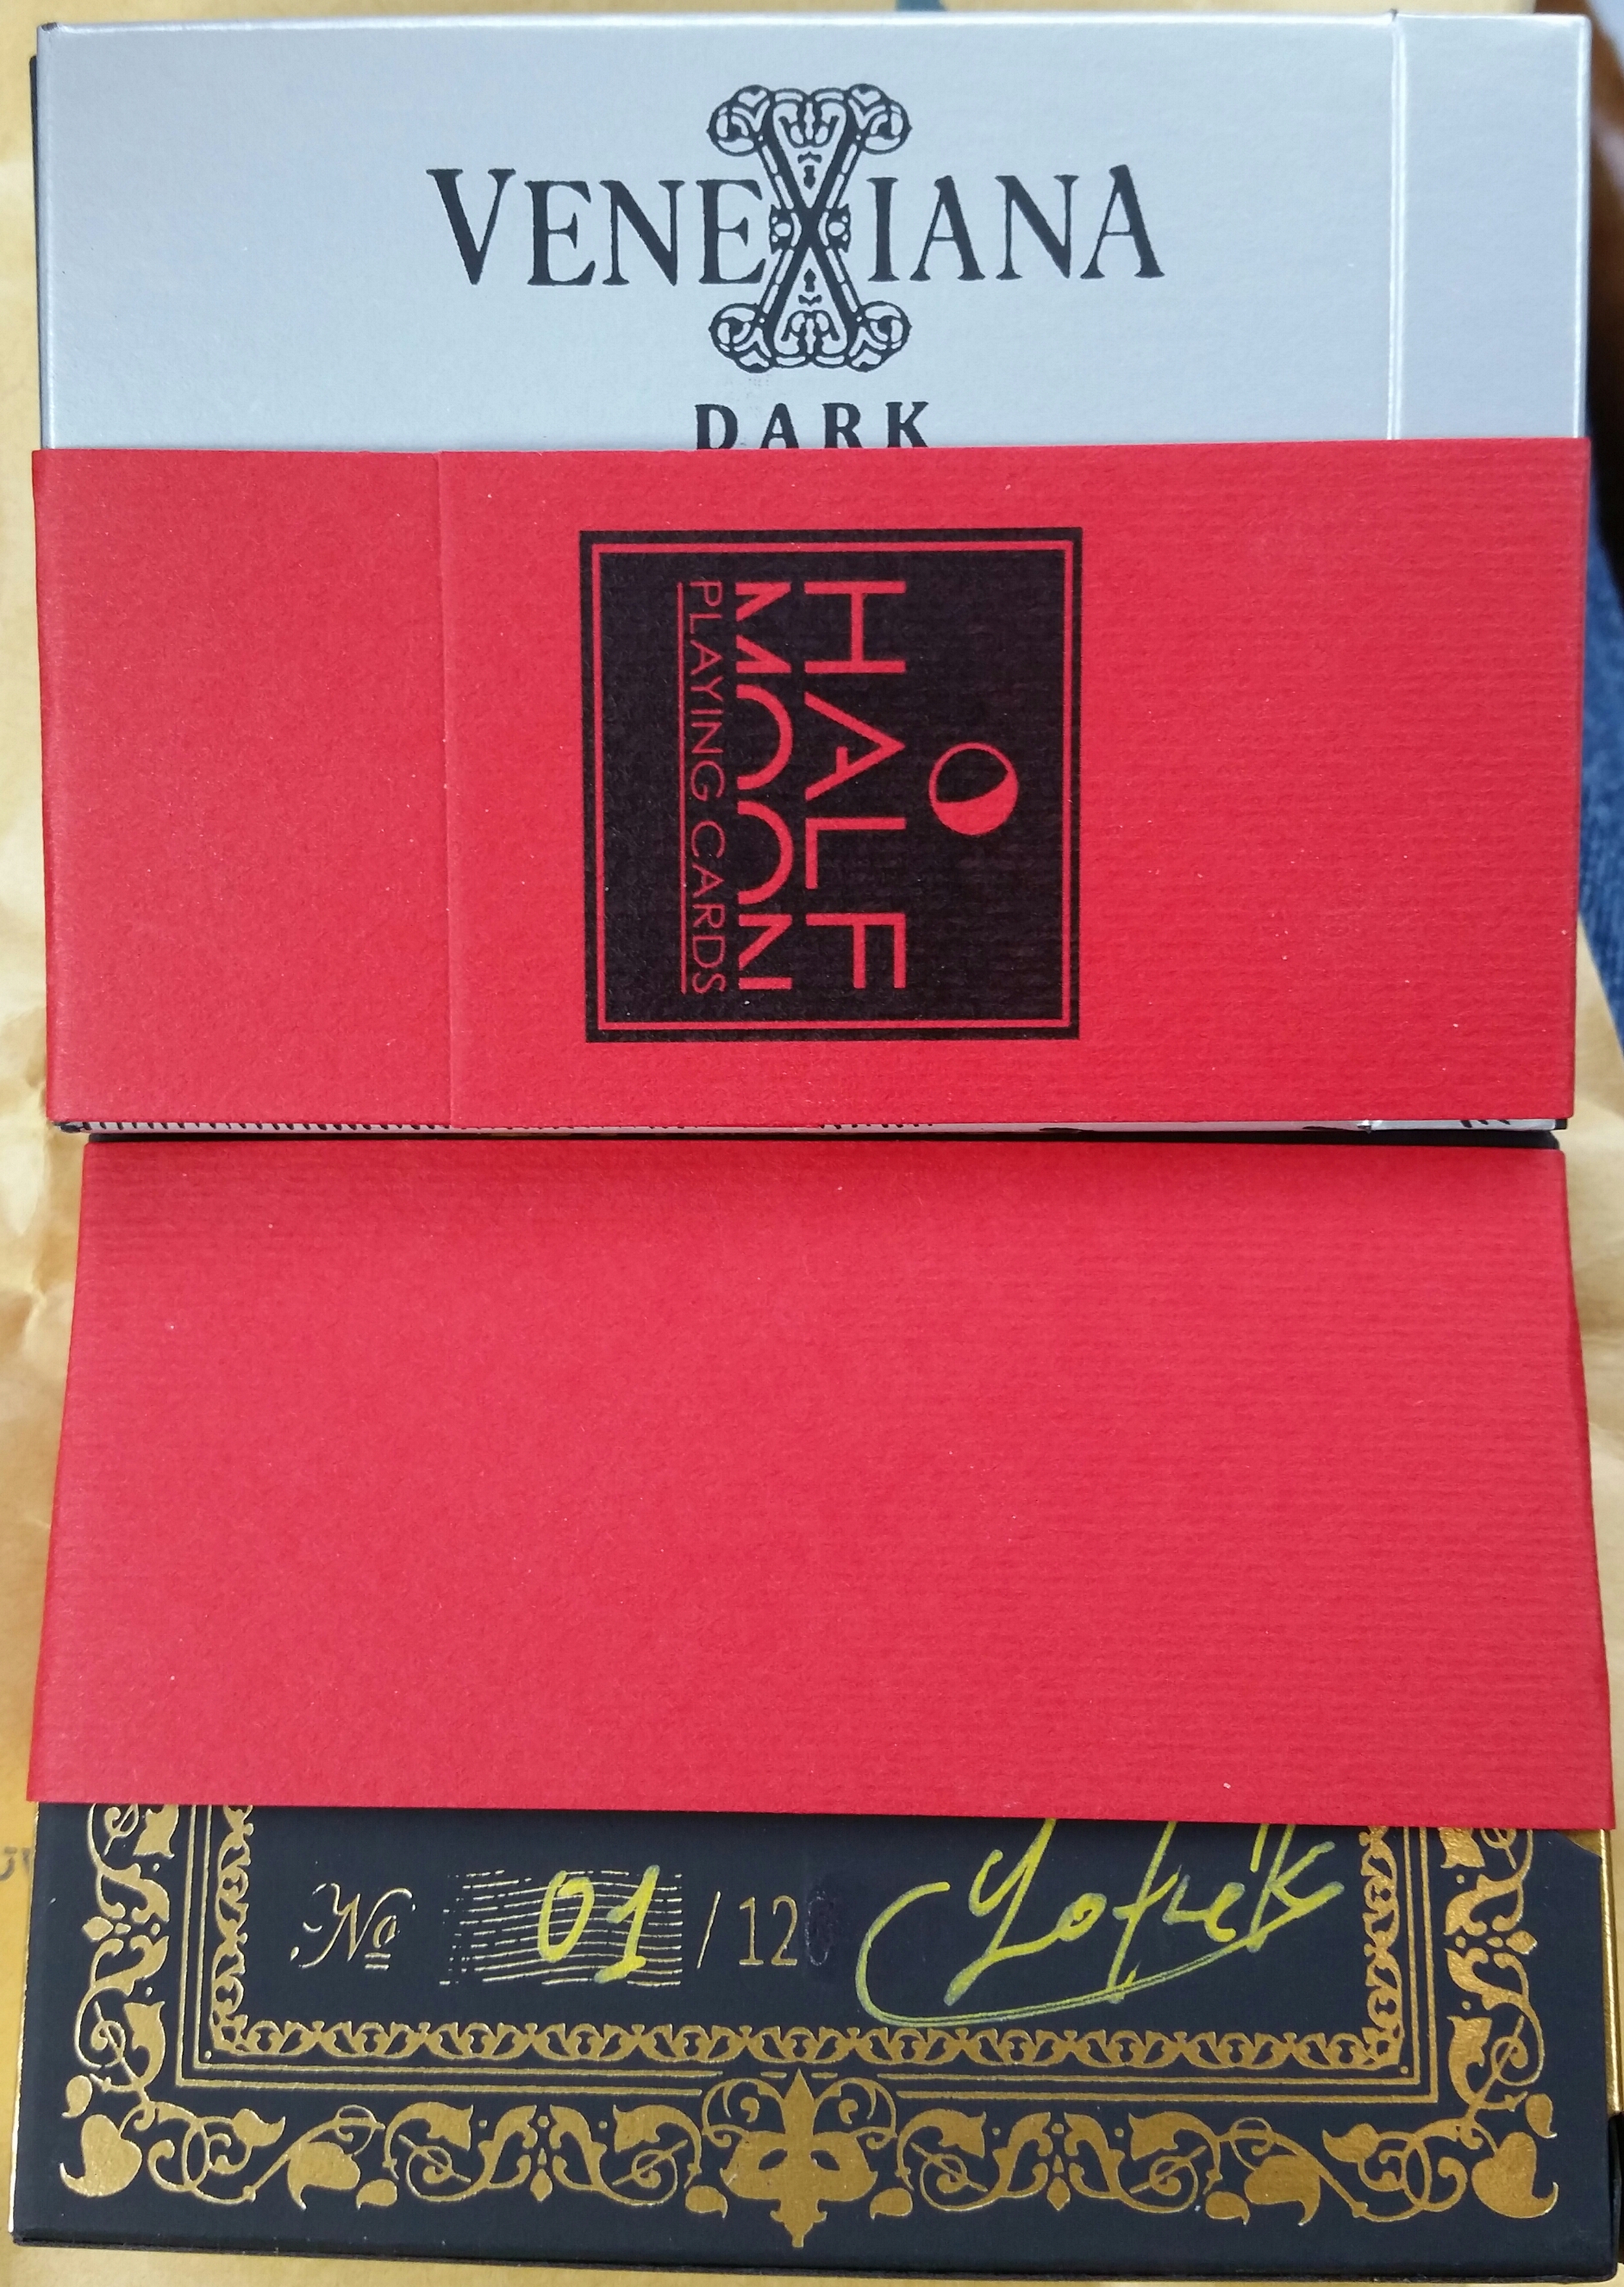 VENEXIANA
DARK
HALF
MOON
PLAYING CARDS
№ 01 / 12